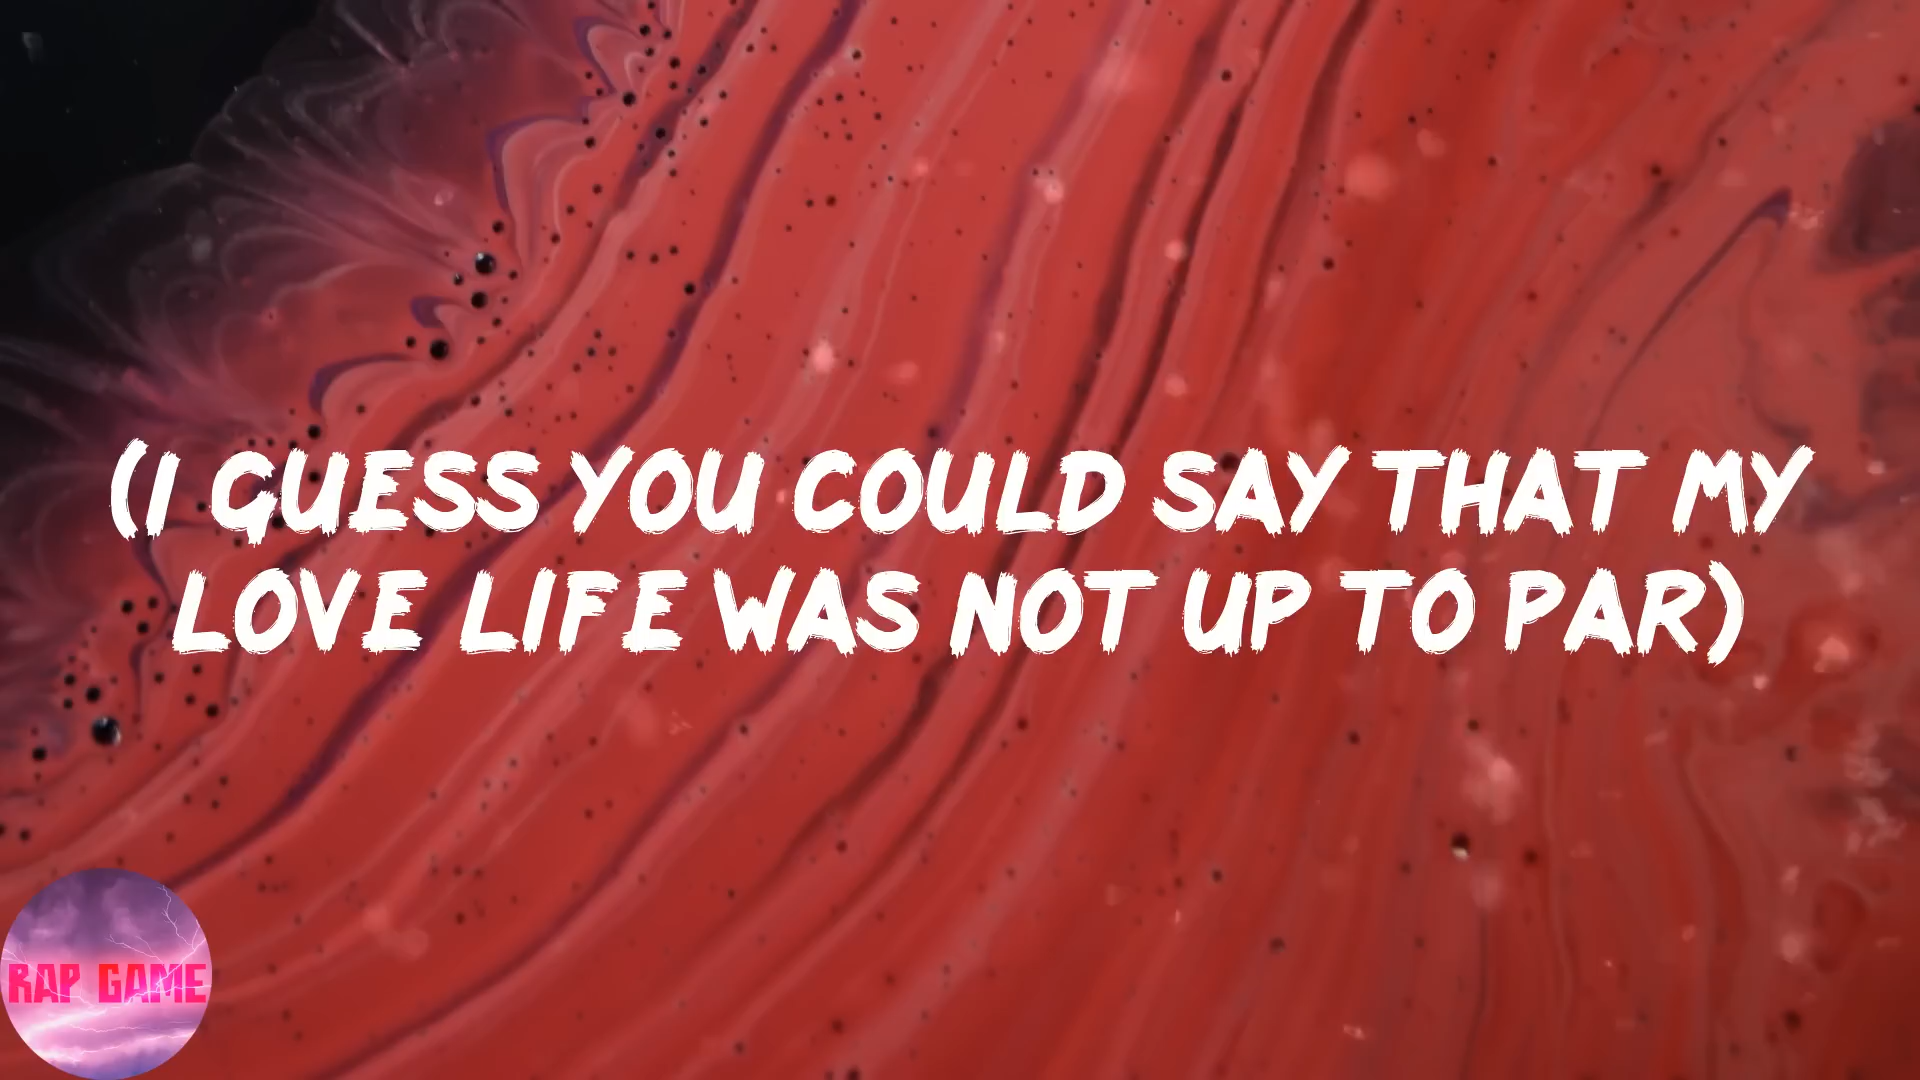 (I GUESS YOU COULD SAY THAT MY
LOVE LIFE WAS NOT UP TO PAR)
RAP GAME